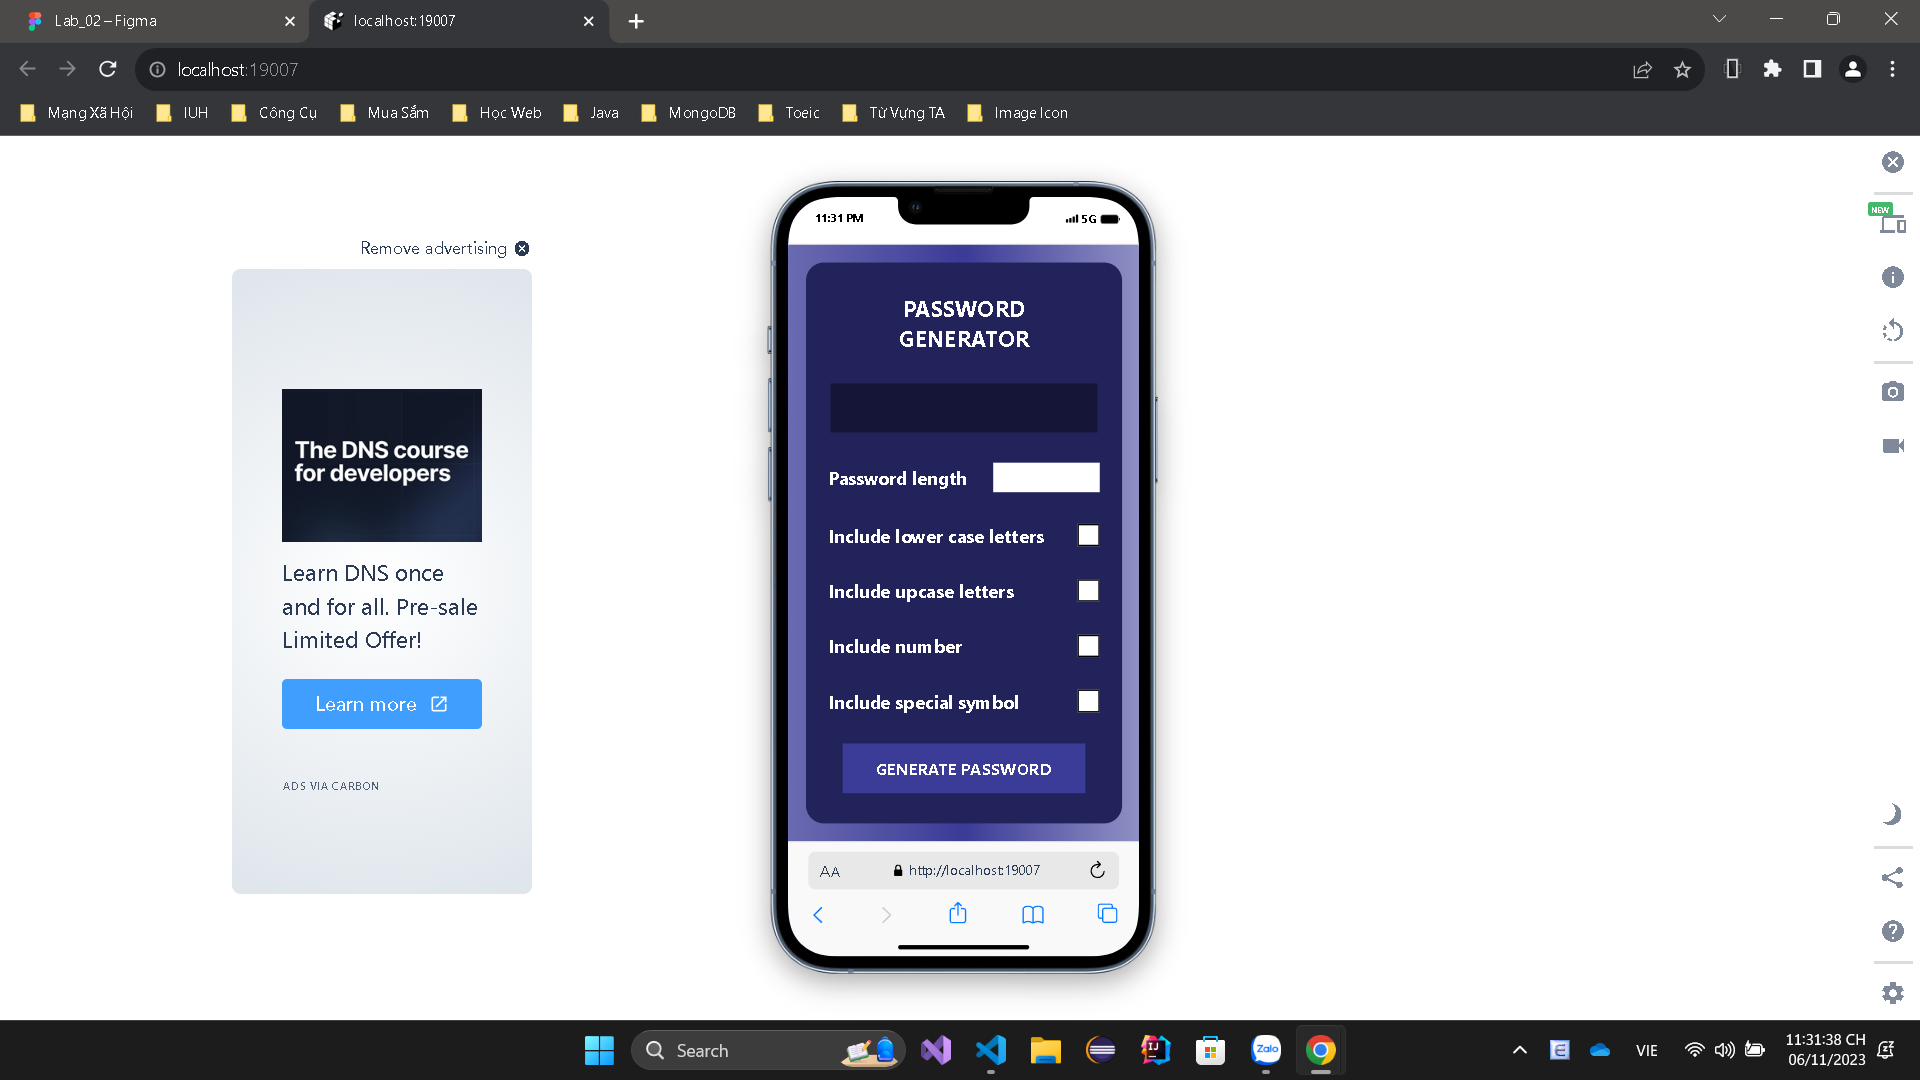 Lab_02 – Figma
localhost:19007
localhost:19007
Mạng Xã Hội
IUH
Công Cụ
Mua Sắm
Học Web
Java
MongoDB
Toeic
Từ Vựng TA
Image Icon
NEW
Remove advertising
The DNS course
for developers
Learn DNS once
and for all. Pre-sale
Limited Offer!
Learn more
ADS VIA CARBON
11:31 PM
5G
PASSWORD
GENERATOR
Password length
Include lower case letters
Include upcase letters
Include number
Include special symbol
GENERATE PASSWORD
AA
http://localhost:19007
Search
IJ
Zalo
E
VIE
11:31:38 CH
06/11/2023